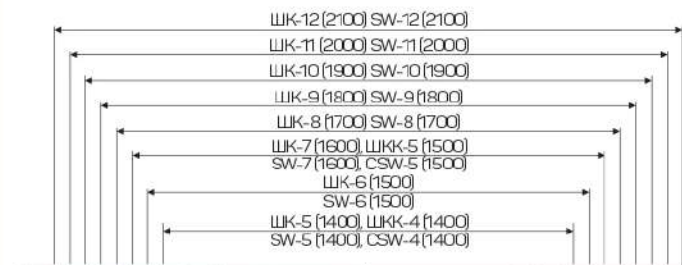 ШК-12 (2100) SW-12 (2100)
ШК-11 (2000) SW-11 (2000)
ШК-10 (1900) SW-10 (1900)
ШК-9 (1800) SW-9 (1800)
ШК-8 (1700) SW-8 (1700)
ШК-7 (1600), ШКК-5 (1500)
SW-7 (1600), CSW-5 (1500)
ШК-6 (1500)
SW-6 (1500)
ШК-5 (1400), ШКК-4 (1400)
SW-5 (1400), CSW-4 (1400)